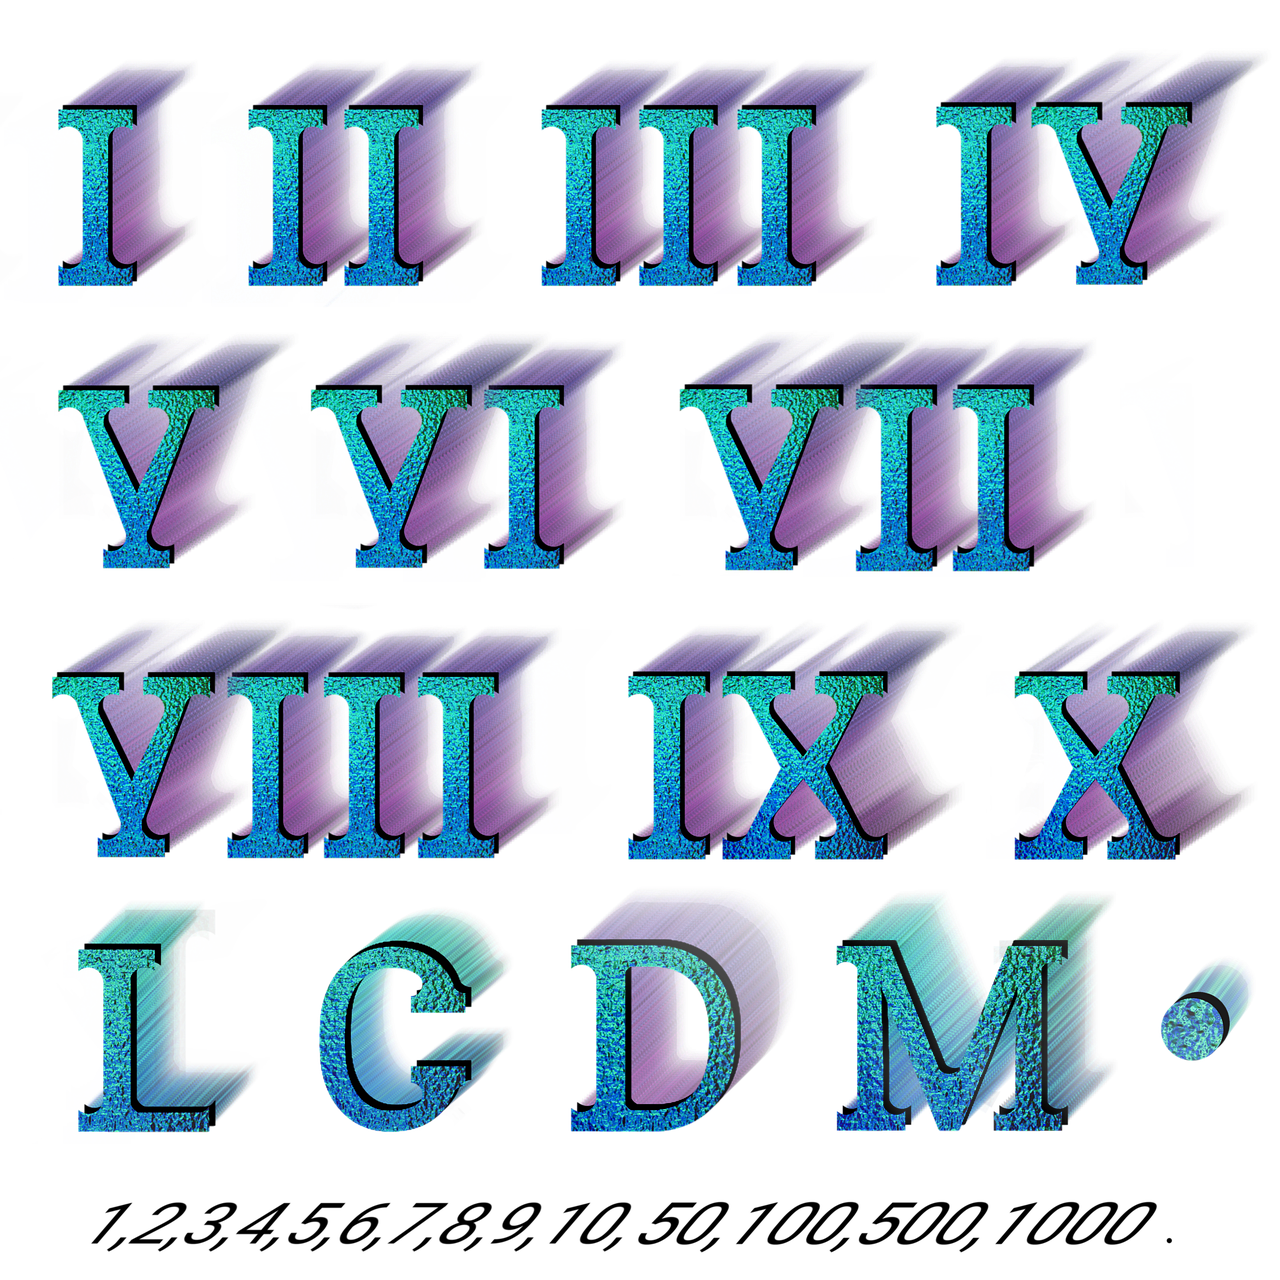 I II III IV
V VI VII
VIII IX X
L C D M .
1,2,3,4,5,6,7,8,9,10, 50,100,500,1000 .